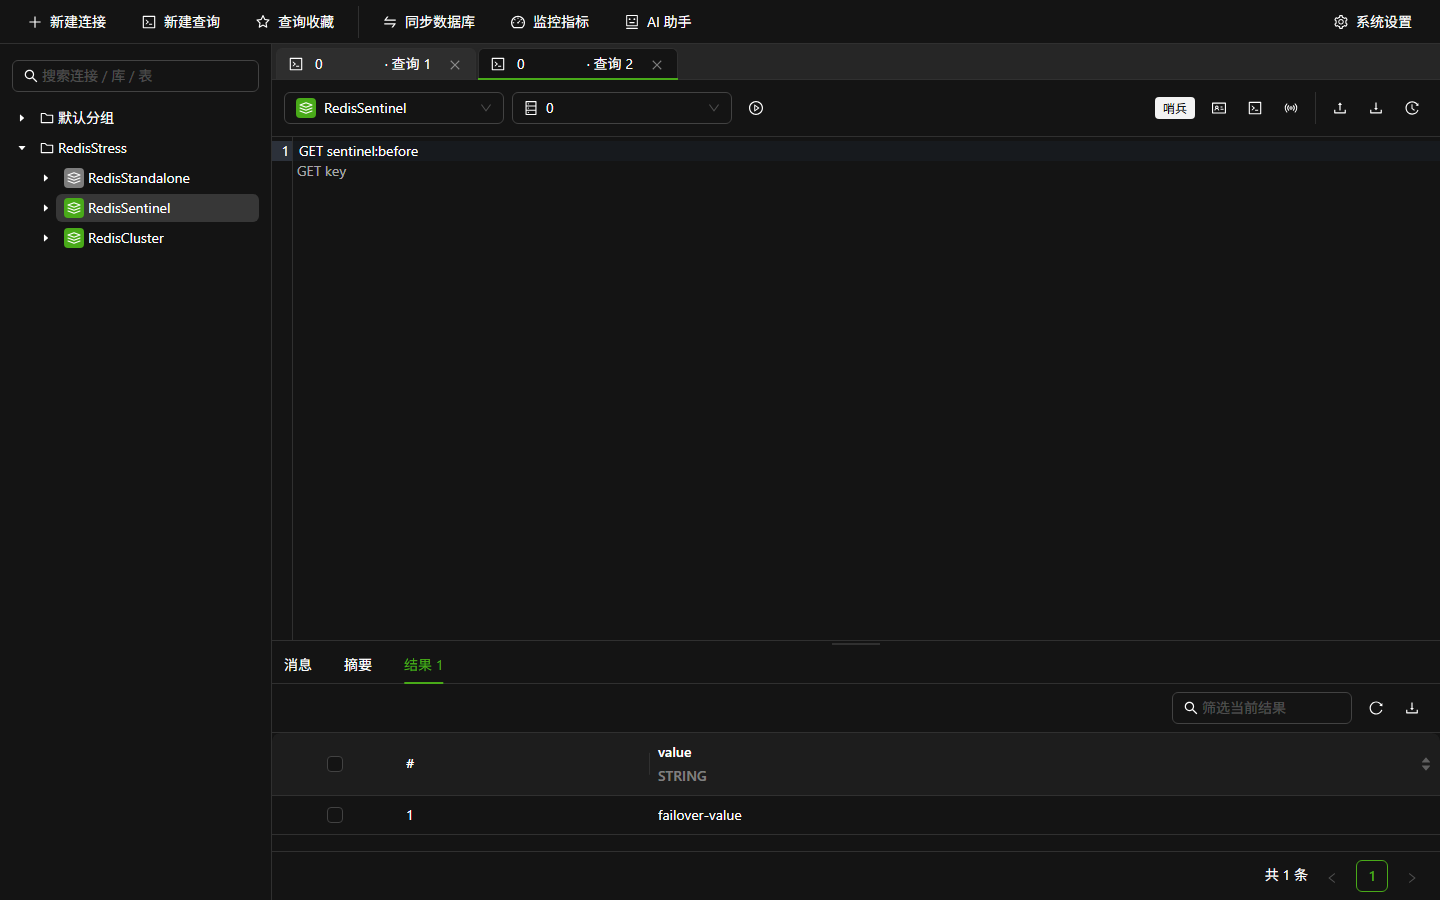 新建连接 新建查询 查询收藏 同步数据库 监控指标 AI 助手 系统设置
搜索连接 / 库 / 表
默认分组
RedisStress
RedisStandalone
RedisSentinel
RedisCluster
0 · 查询 1 0 · 查询 2
RedisSentinel 0 哨兵
1 GET sentinel:before
GET key
消息 摘要 结果 1
筛选当前结果
# value
STRING
1 failover-value
共 1 条 1